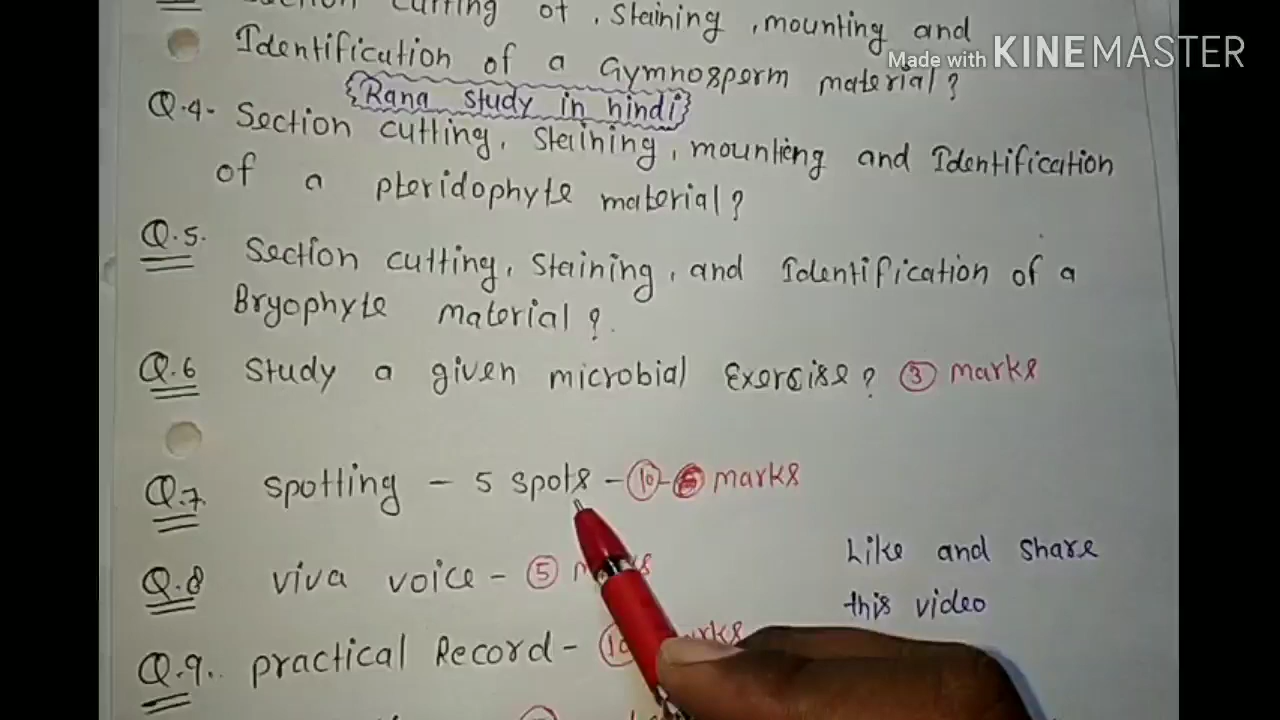 Section cutting of, Staining, mounting and
Identification of a Gymnosperm material?
Made with KINEMASTER
{Rana study in hindi}
Q.4- Section cutting, Staining, mounting and Identification
of a pteridophyte material?
Q.5. Section cutting, Staining, and Identification of a
Bryophyte material?
Q.6 Study a given microbial Exercise? ③ marks
Q.7. Spotting - 5 spots - ⑩- marks
Q.8 viva voice - ⑤
Like and share
this video
Q.9. practical Record - ⑩ marks